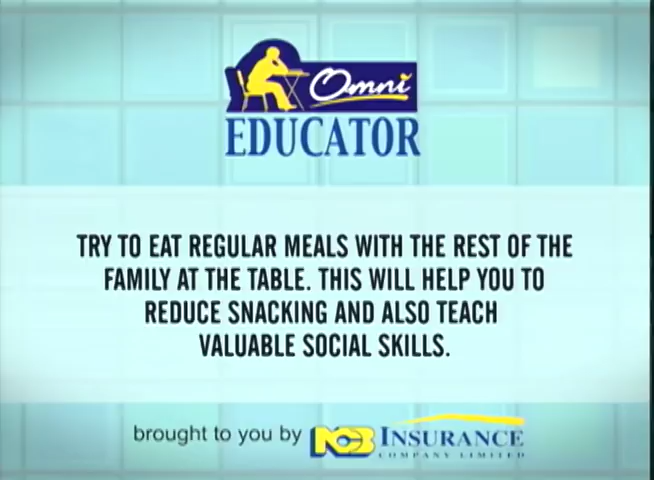 Omni
EDUCATOR
TRY TO EAT REGULAR MEALS WITH THE REST OF THE
FAMILY AT THE TABLE. THIS WILL HELP YOU TO
REDUCE SNACKING AND ALSO TEACH
VALUABLE SOCIAL SKILLS.
brought to you by NCB INSURANCE
COMPANY LIMITED